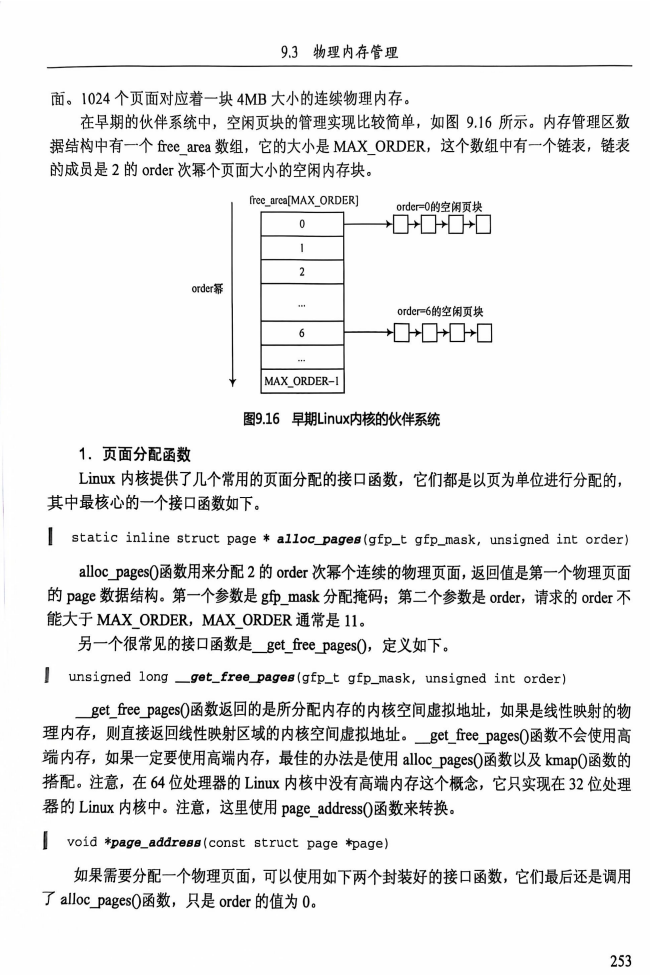 9.3 物理内存管理
面。1024 个页面对应着一块 4MB 大小的连续物理内存。
在早期的伙伴系统中，空闲页块的管理实现比较简单，如图 9.16 所示。内存管理区数
据结构中有一个 free_area 数组，它的大小是 MAX_ORDER，这个数组中有一个链表，链表
的成员是 2 的 order 次幂个页面大小的空闲内存块。
free_area[MAX_ORDER]
order=0的空闲页块
0
1
2
order幂
...
order=6的空闲页块
6
...
MAX_ORDER-1
图9.16 早期Linux内核的伙伴系统
1．页面分配函数
Linux 内核提供了几个常用的页面分配的接口函数，它们都是以页为单位进行分配的，
其中最核心的一个接口函数如下。
static inline struct page * alloc_pages(gfp_t gfp_mask, unsigned int order)
alloc_pages()函数用来分配 2 的 order 次幂个连续的物理页面，返回值是第一个物理页面
的 page 数据结构。第一个参数是 gfp_mask 分配掩码；第二个参数是 order，请求的 order 不
能大于 MAX_ORDER，MAX_ORDER 通常是 11。
另一个很常见的接口函数是__get_free_pages()，定义如下。
unsigned long __get_free_pages(gfp_t gfp_mask, unsigned int order)
__get_free_pages()函数返回的是所分配内存的内核空间虚拟地址，如果是线性映射的物
理内存，则直接返回线性映射区域的内核空间虚拟地址。__get_free_pages()函数不会使用高
端内存，如果一定要使用高端内存，最佳的办法是使用 alloc_pages()函数以及 kmap()函数的
搭配。注意，在 64 位处理器的 Linux 内核中没有高端内存这个概念，它只实现在 32 位处理
器的 Linux 内核中。注意，这里使用 page_address()函数来转换。
void *page_address(const struct page *page)
如果需要分配一个物理页面，可以使用如下两个封装好的接口函数，它们最后还是调用
了 alloc_pages()函数，只是 order 的值为 0。
253